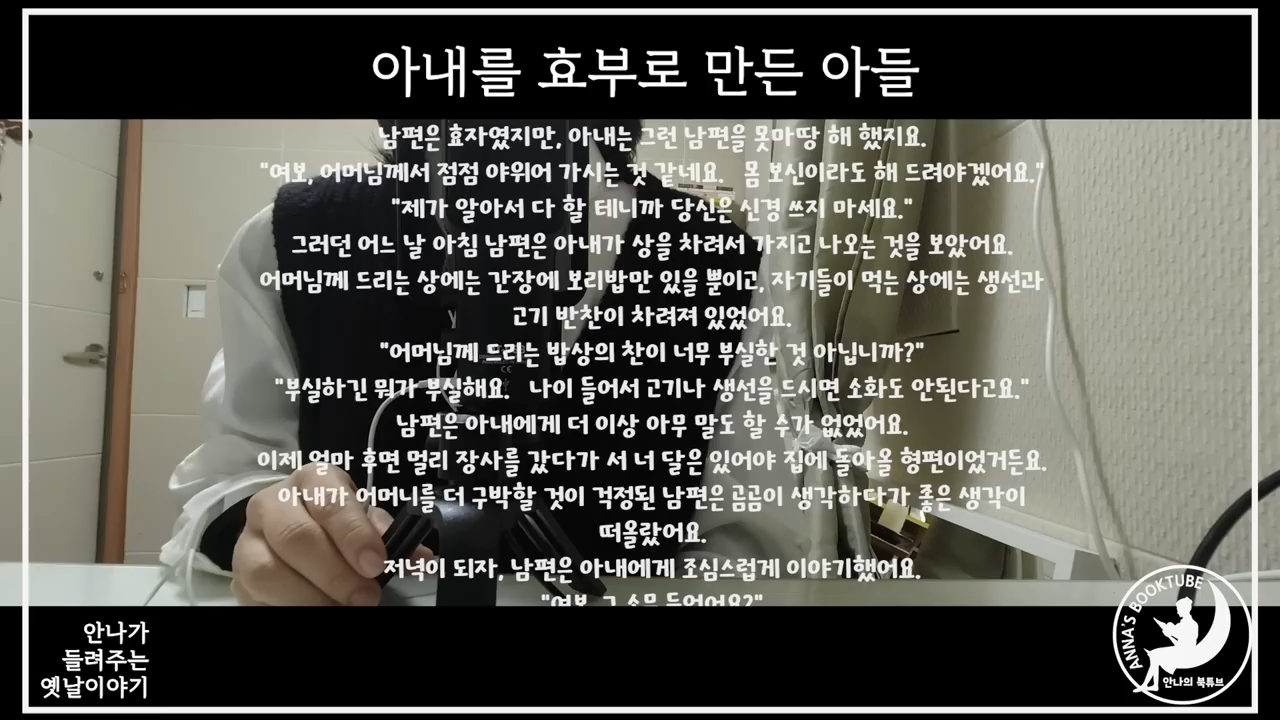 아내를 효부로 만든 아들
남편은 효자였지만, 아내는 그런 남편을 못마땅 해 했지요.
"여보, 어머님께서 점점 야위어 가시는 것 같네요. 몸 보신이라도 해 드려야겠어요."
"제가 알아서 다 할 테니까 당신은 신경 쓰지 마세요."
그러던 어느 날 아침 남편은 아내가 상을 차려서 가지고 나오는 것을 보았어요.
어머님께 드리는 상에는 간장에 보리밥만 있을 뿐이고, 자기들이 먹는 상에는 생선과
고기 반찬이 차려져 있었어요.
"어머님께 드리는 밥상의 찬이 너무 부실한 것 아닙니까?"
"부실하긴 뭐가 부실해요. 나이 들어서 고기나 생선을 드시면 소화도 안된다고요."
남편은 아내에게 더 이상 아무 말도 할 수가 없었어요.
이제 얼마 후면 멀리 장사를 갔다가 서 너 달은 있어야 집에 돌아올 형편이었거든요.
아내가 어머니를 더 구박할 것이 걱정된 남편은 곰곰이 생각하다가 좋은 생각이
떠올랐어요.
저녁이 되자, 남편은 아내에게 조심스럽게 이야기했어요.
"여보 그 소문 들었어요?"
안나가
들려주는
옛날이야기
ANNA'S BOOKTUBE
안나의 북튜브